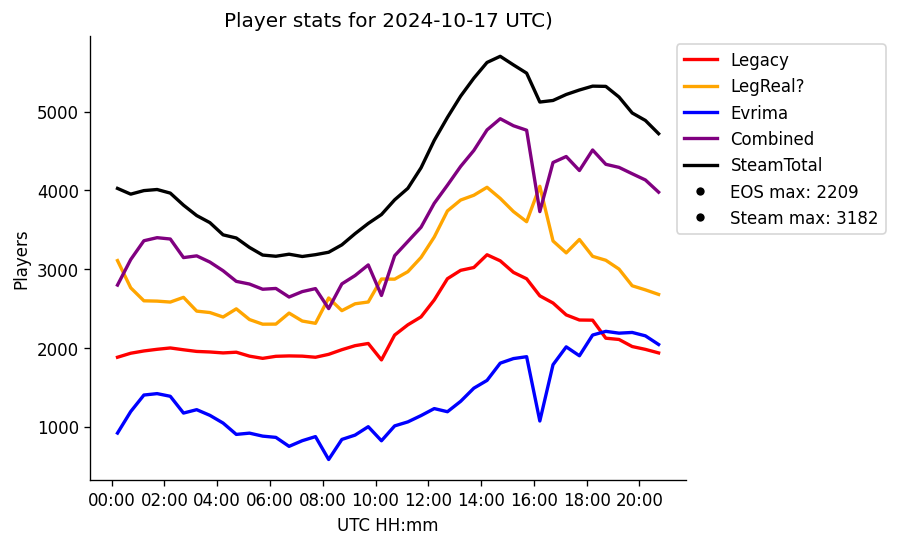 Player stats for 2024-10-17 UTC)
Legacy
LegReal?
Evrima
Combined
SteamTotal
EOS max: 2209
Steam max: 3182
Players
5000
4000
3000
2000
1000
00:00 02:00 04:00 06:00 08:00 10:00 12:00 14:00 16:00 18:00 20:00
UTC HH:mm